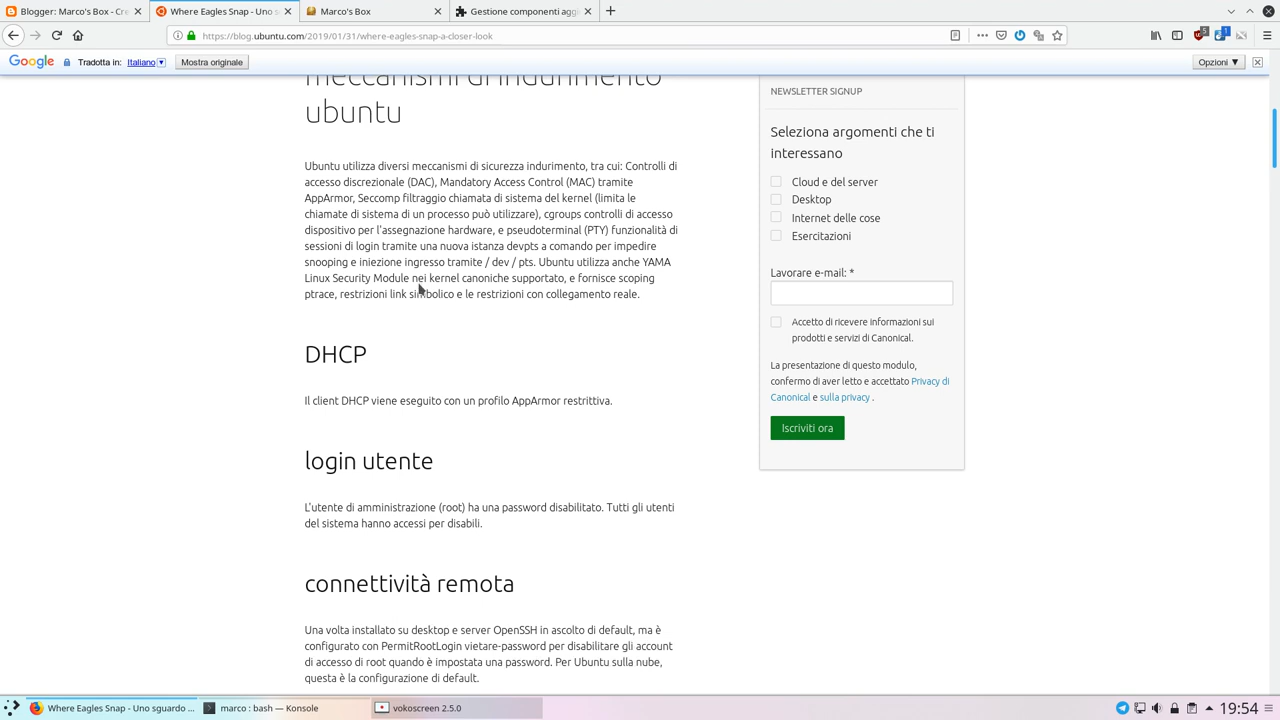 Blogger: Marco's Box - Cre
Where Eagles Snap - Uno s
Marco's Box
Gestione componenti agg
https://blog.ubuntu.com/2019/01/31/where-eagles-snap-a-closer-look
5
1
Google
Tradotta in:
Italiano
Mostra originale
Opzioni ▼
meccanismi di indurimento
ubuntu
Ubuntu utilizza diversi meccanismi di sicurezza indurimento, tra cui: Controlli di
accesso discrezionale (DAC), Mandatory Access Control (MAC) tramite
AppArmor, Seccomp filtraggio chiamata di sistema del kernel (limita le
chiamate di sistema di un processo può utilizzare), cgroups controlli di accesso
dispositivo per l'assegnazione hardware, e pseudoterminal (PTY) funzionalità di
sessioni di login tramite una nuova istanza devpts a comando per impedire
snooping e iniezione ingresso tramite / dev / pts. Ubuntu utilizza anche YAMA
Linux Security Module nei kernel canoniche supportato, e fornisce scoping
ptrace, restrizioni link simbolico e le restrizioni con collegamento reale.
DHCP
Il client DHCP viene eseguito con un profilo AppArmor restrittiva.
login utente
L'utente di amministrazione (root) ha una password disabilitato. Tutti gli utenti
del sistema hanno accessi per disabili.
connettività remota
Una volta installato su desktop e server OpenSSH in ascolto di default, ma è
configurato con PermitRootLogin vietare-password per disabilitare gli account
di accesso di root quando è impostata una password. Per Ubuntu sulla nube,
questa è la configurazione di default.
NEWSLETTER SIGNUP
Seleziona argomenti che ti
interessano
Cloud e del server
Desktop
Internet delle cose
Esercitazioni
Lavorare e-mail: *
Accetto di ricevere informazioni sui
prodotti e servizi di Canonical.
La presentazione di questo modulo,
confermo di aver letto e accettato Privacy di
Canonical e sulla privacy .
Iscriviti ora
Where Eagles Snap - Uno sguardo ...
marco : bash — Konsole
vokoscreen 2.5.0
19:54